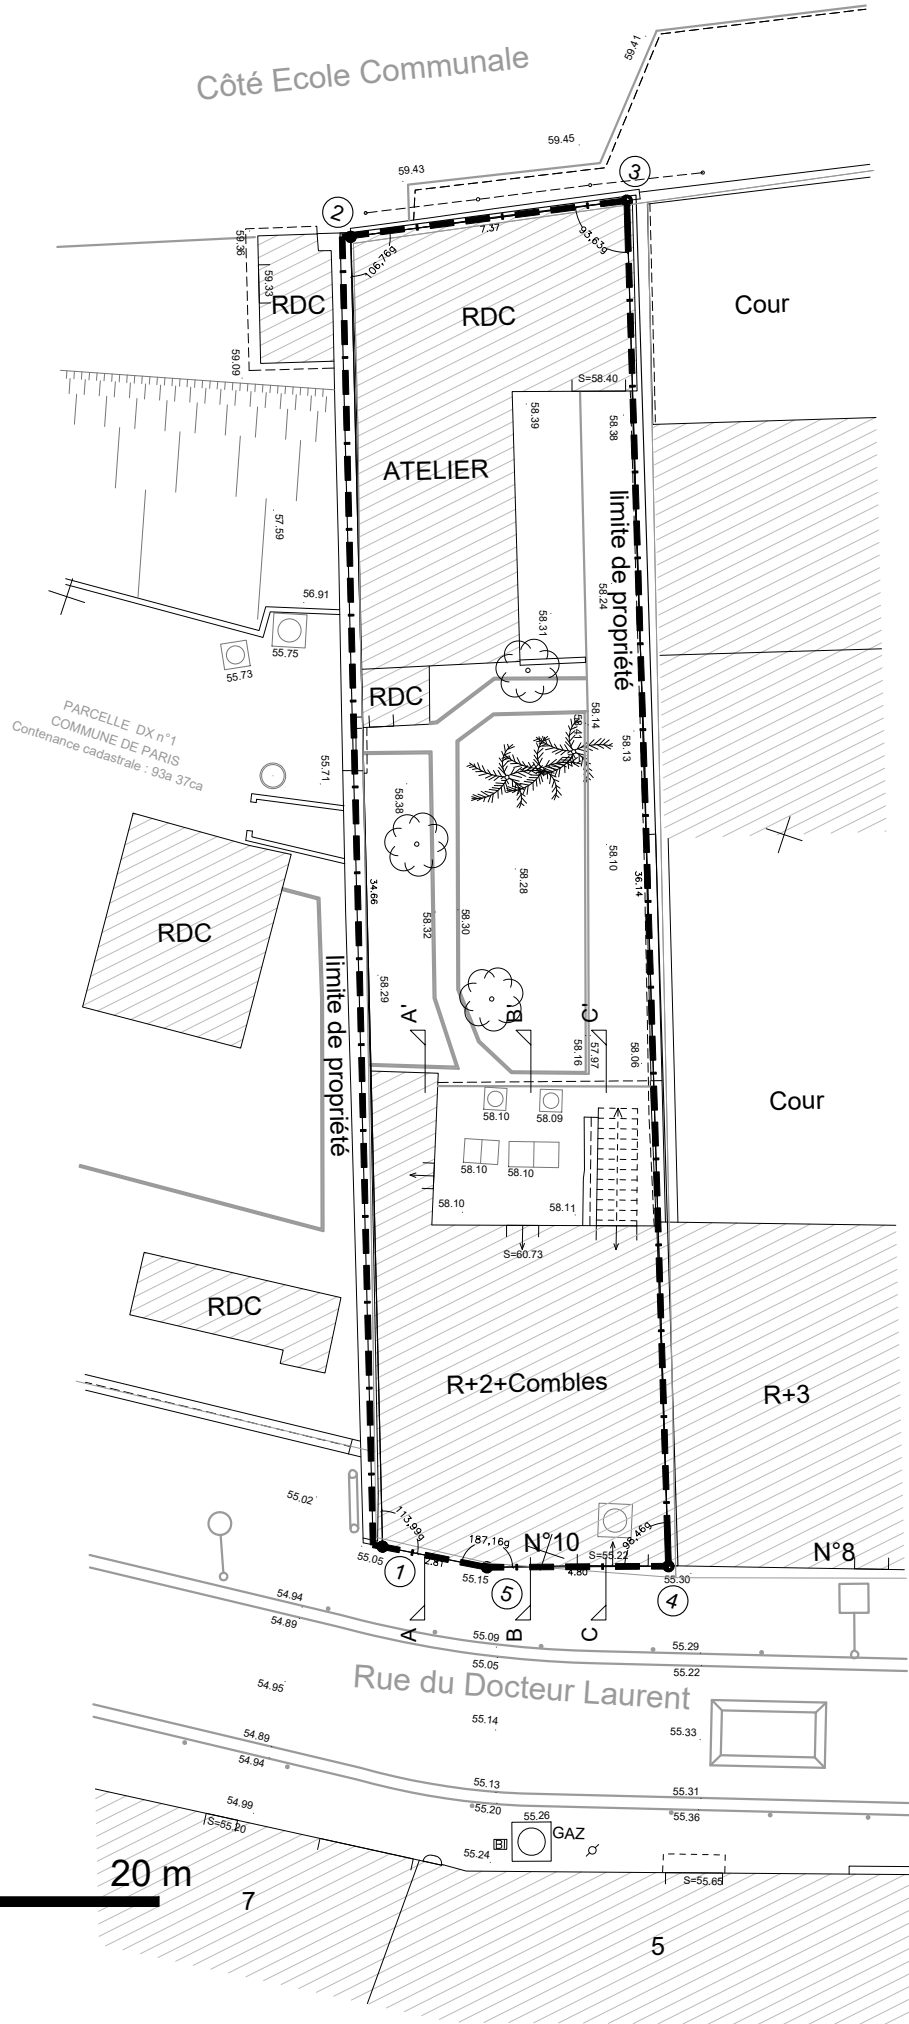 59.41
Côté Ecole Communale
59.45
59.43
3
2
7.37
59.36
93,63g
106,76g
59.33
RDC
RDC
Cour
59.09
S=58.40
58.39
58.38
ATELIER
limite de propriété
57.59
58.24
56.91
58.31
55.75
55.73
RDC
PARCELLE DX n°1
COMMUNE DE PARIS
Contenance cadastrale : 93a 37ca
58.14
58.41
58.13
55.71
58.38
58.10
34.66
58.28
36.14
RDC
58.32
58.30
limite de propriété
58.29
A'
B'
C'
58.16
57.97
58.06
58.10
58.09
Cour
58.10
58.10
58.10
58.11
S=60.73
RDC
R+2+Combles
R+3
55.02
113,99g
187,16g
N°10
98,46g
S=55.22
N°8
55.05
1
2.81
55.15
5
4.80
55.30
4
54.94
54.89
A
B
C
55.09
55.05
55.29
55.22
54.95
Rue du Docteur Laurent
55.14
55.33
54.89
54.94
55.13
55.20
55.31
55.36
54.99
S=55.20
55.26
GAZ
BI
55.24
20 m
7
S=55.65
5